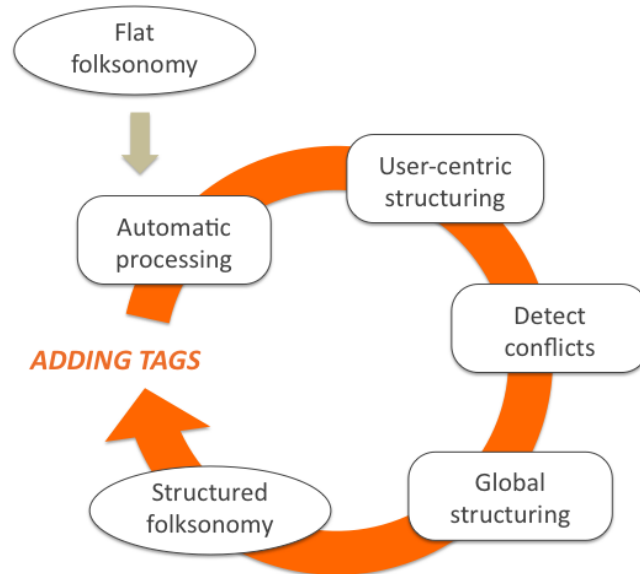 Flat
folksonomy
User-centric
structuring
Automatic
processing
Detect
conflicts
ADDING TAGS
Global
structuring
Structured
folksonomy